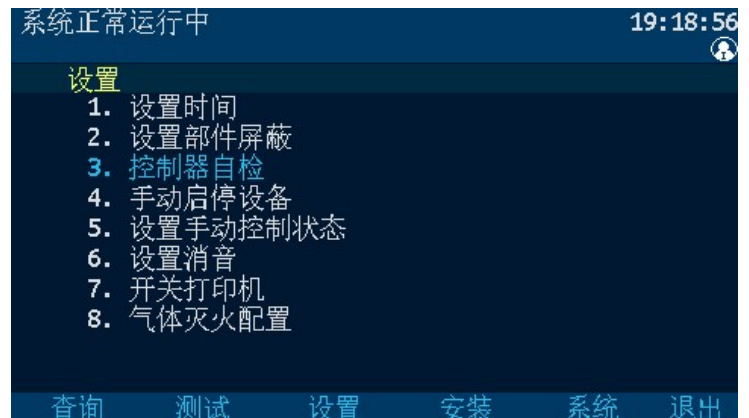 系统正常运行中 19:18:56
设置
1. 设置时间
2. 设置部件屏蔽
3. 控制器自检
4. 手动启停设备
5. 设置手动控制状态
6. 设置消音
7. 开关打印机
8. 气体灭火配置
查询 测试 设置 安装 系统 退出